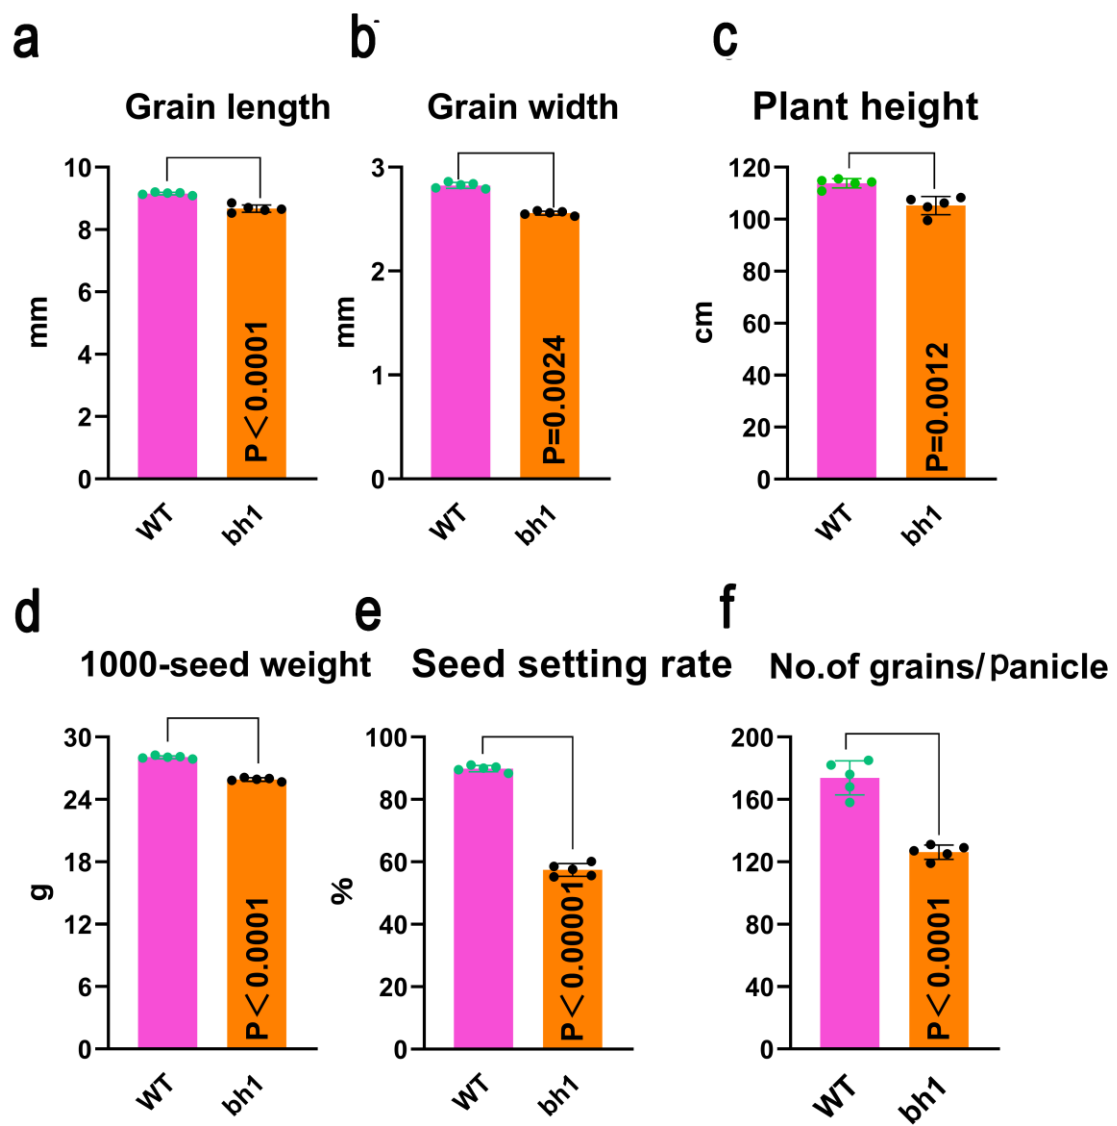 a
b
c
Grain length
Grain width
Plant height
10
8
6
4
2
0
mm
P<0.0001
WT
bh1
3
2
1
0
mm
P=0.0024
WT
bh1
120
100
80
60
40
20
0
cm
P=0.0012
WT
bh1
d
e
f
1000-seed weight
Seed setting rate
No.of grains/panicle
30
24
18
12
6
0
g
P<0.0001
WT
bh1
100
80
60
40
20
0
%
P<0.00001
WT
bh1
200
160
120
80
40
0
P<0.0001
WT
bh1